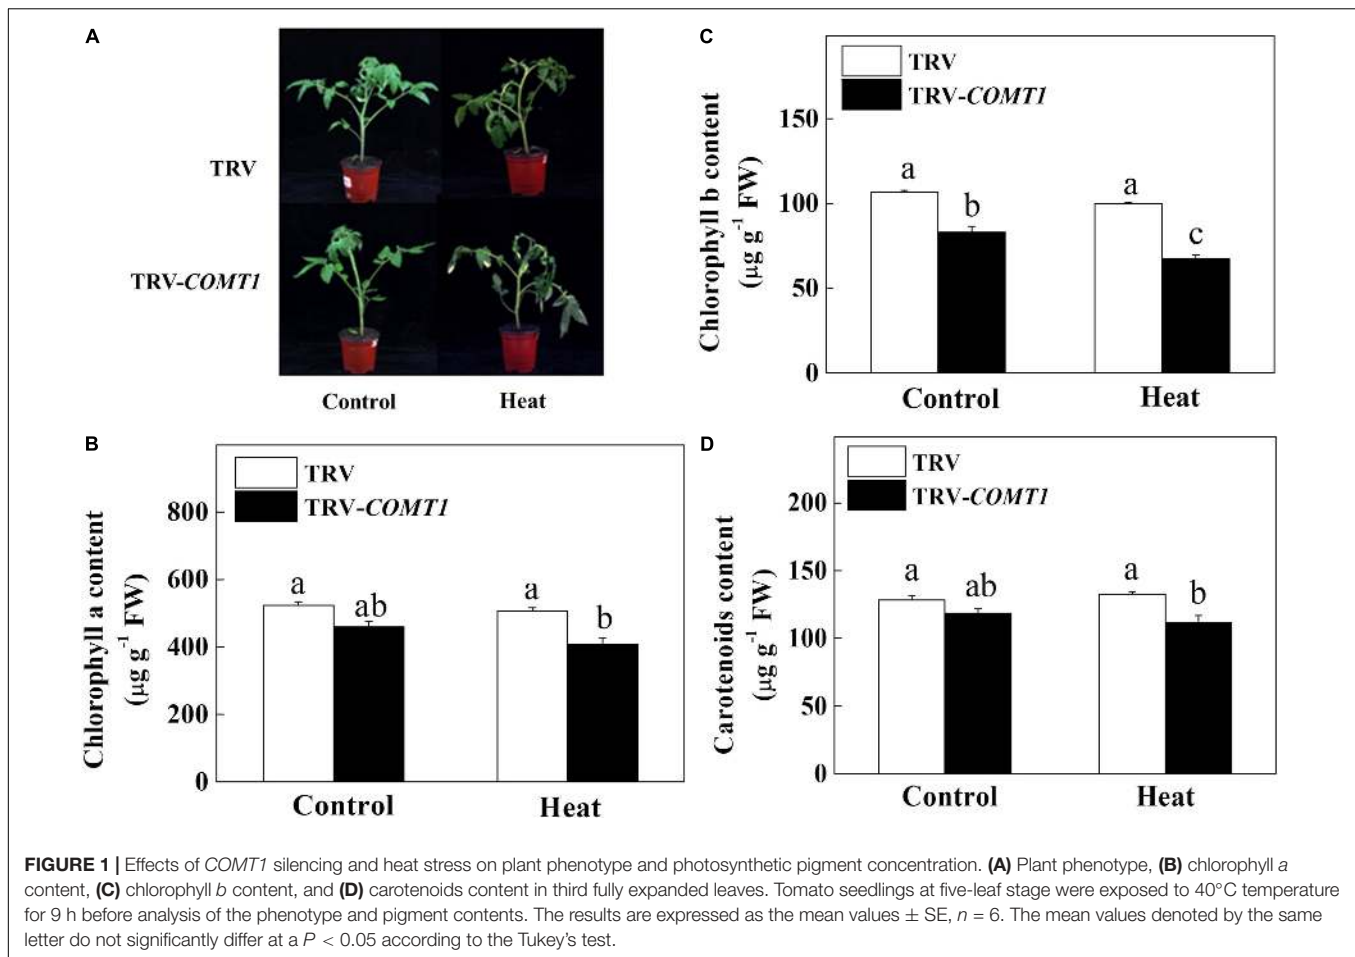 A
TRV
TRV-COMT1
Control Heat
B
TRV
TRV-COMT1
Chlorophyll a content
(μg g-1 FW)
800
600
400
200
0
a
ab
a
b
Control Heat
C
TRV
TRV-COMT1
Chlorophyll b content
(μg g-1 FW)
150
100
50
0
a
b
a
c
Control Heat
D
TRV
TRV-COMT1
Carotenoids content
(μg g-1 FW)
200
150
100
50
0
a
ab
a
b
Control Heat
FIGURE 1 | Effects of COMT1 silencing and heat stress on plant phenotype and photosynthetic pigment concentration. (A) Plant phenotype, (B) chlorophyll a
content, (C) chlorophyll b content, and (D) carotenoids content in third fully expanded leaves. Tomato seedlings at five-leaf stage were exposed to 40°C temperature
for 9 h before analysis of the phenotype and pigment contents. The results are expressed as the mean values ± SE, n = 6. The mean values denoted by the same
letter do not significantly differ at a P < 0.05 according to the Tukey's test.